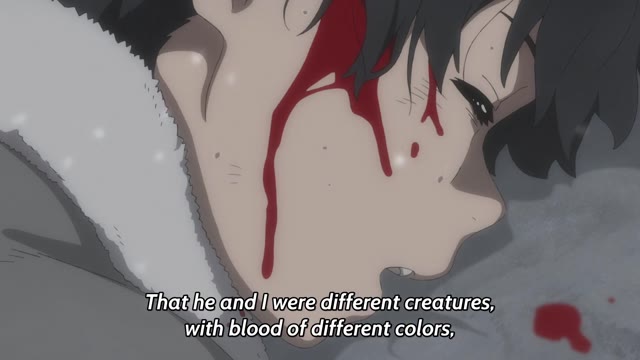 That he and I were different creatures,
with blood of different colors,